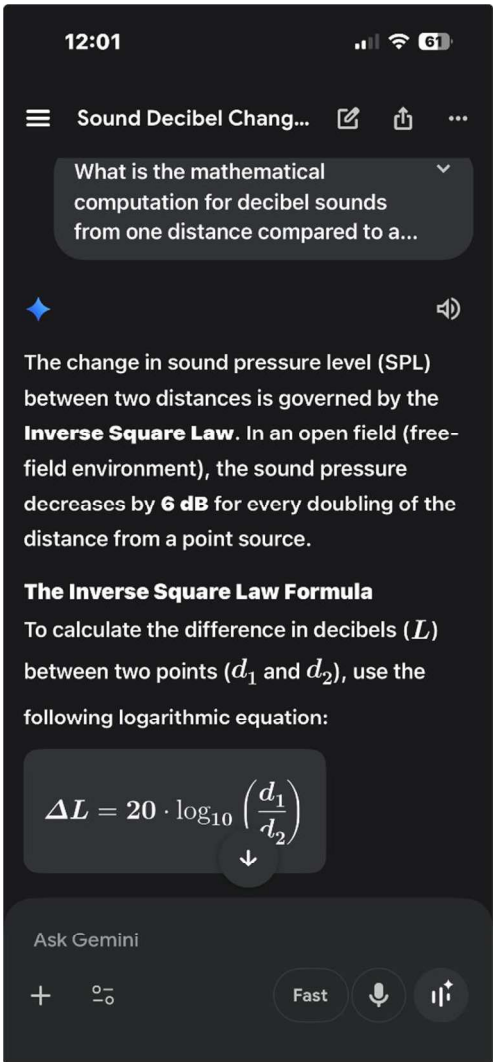 12:01
61
Sound Decibel Chang...
What is the mathematical
computation for decibel sounds
from one distance compared to a...
The change in sound pressure level (SPL)
between two distances is governed by the
Inverse Square Law. In an open field (free-
field environment), the sound pressure
decreases by 6 dB for every doubling of the
distance from a point source.
The Inverse Square Law Formula
To calculate the difference in decibels (L)
between two points (d₁ and d₂), use the
following logarithmic equation:
ΔL = 20 · log₁₀ (d₁/d₂)
Ask Gemini
Fast